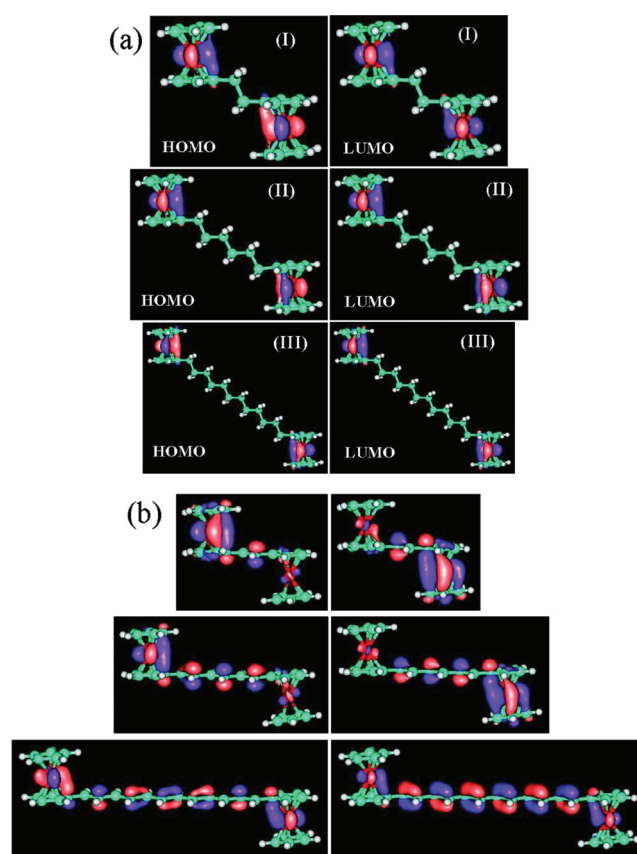 (a)
(I)
(I)
HOMO
LUMO
(II)
(II)
HOMO
LUMO
(III)
(III)
HOMO
LUMO
(b)